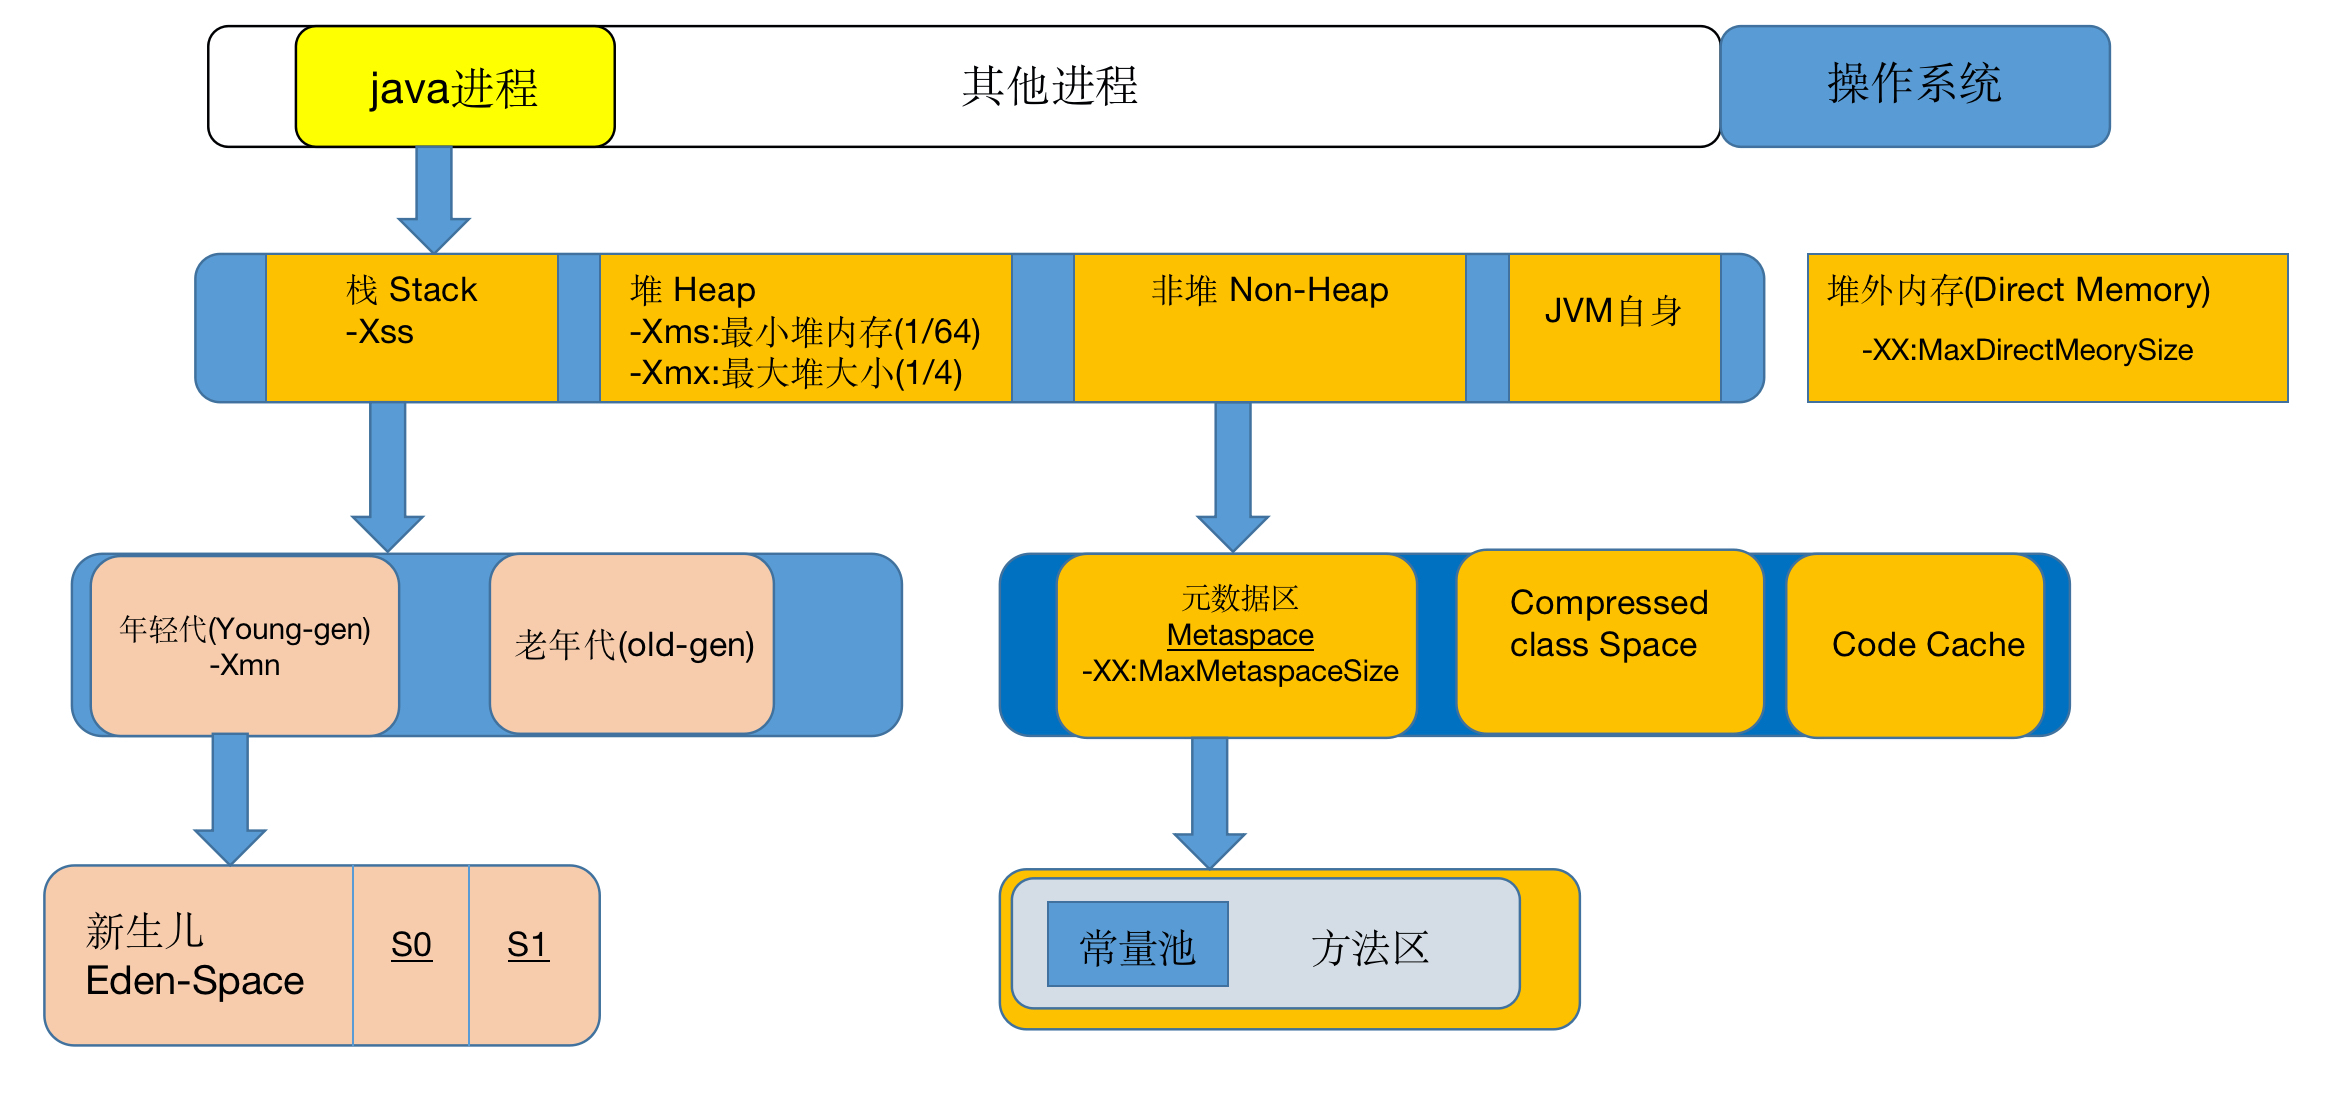 java进程
其他进程
操作系统
栈 Stack
-Xss
堆 Heap
-Xms:最小堆内存(1/64)
-Xmx:最大堆大小(1/4)
非堆 Non-Heap
JVM自身
堆外内存(Direct Memory)
-XX:MaxDirectMeorySize
年轻代(Young-gen)
-Xmn
老年代(old-gen)
元数据区
Metaspace
-XX:MaxMetaspaceSize
Compressed
class Space
Code Cache
新生儿
Eden-Space
S0
S1
常量池
方法区